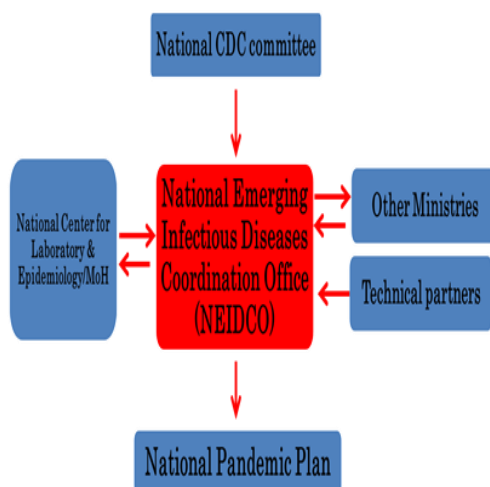 National CDC committee
National Center for
Laboratory &
Epidemiology/MoH
National Emerging
Infectious Diseases
Coordination Office
(NEIDCO)
Other Ministries
Technical partners
National Pandemic Plan